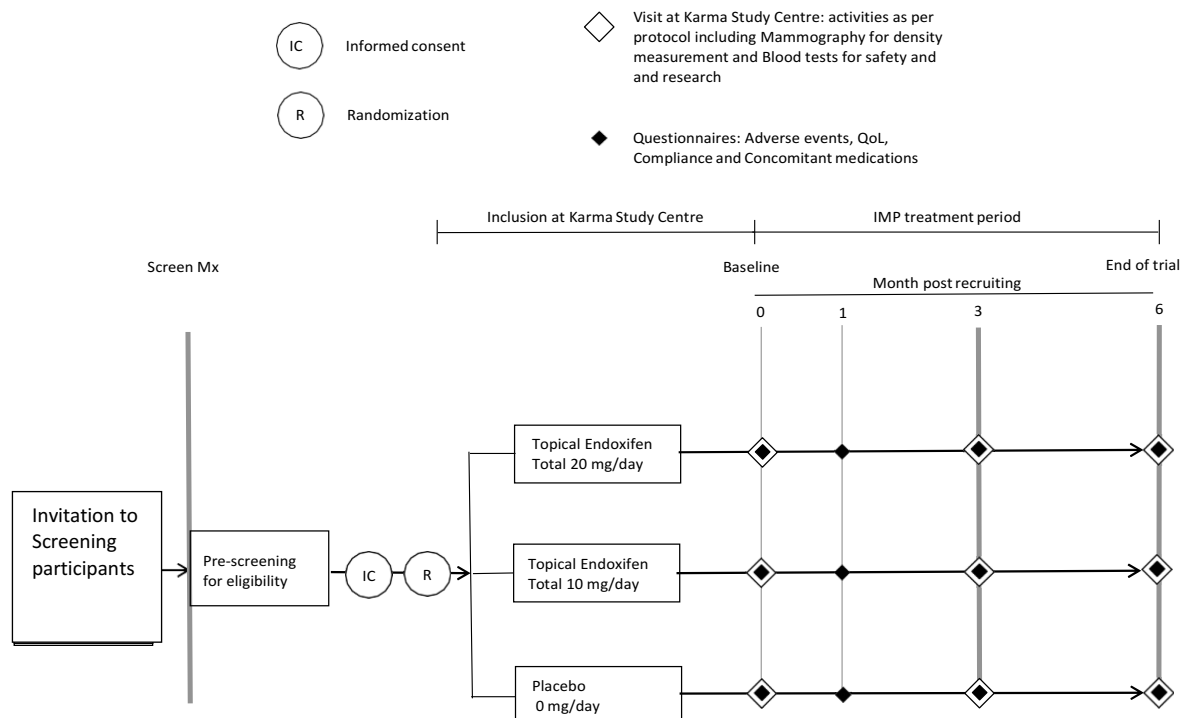 IC
Informed consent
R
Randomization
Visit at Karma Study Centre: activities as per
protocol including Mammography for density
measurement and Blood tests for safety and
and research
Questionnaires: Adverse events, QoL,
Compliance and Concomitant medications
Inclusion at Karma Study Centre
IMP treatment period
Screen Mx
Baseline
End of trial
Month post recruiting
0
1
3
6
Topical Endoxifen
Total 20 mg/day
Invitation to
Screening
participants
Pre-screening
for eligibility
IC
R
Topical Endoxifen
Total 10 mg/day
Placebo
0 mg/day